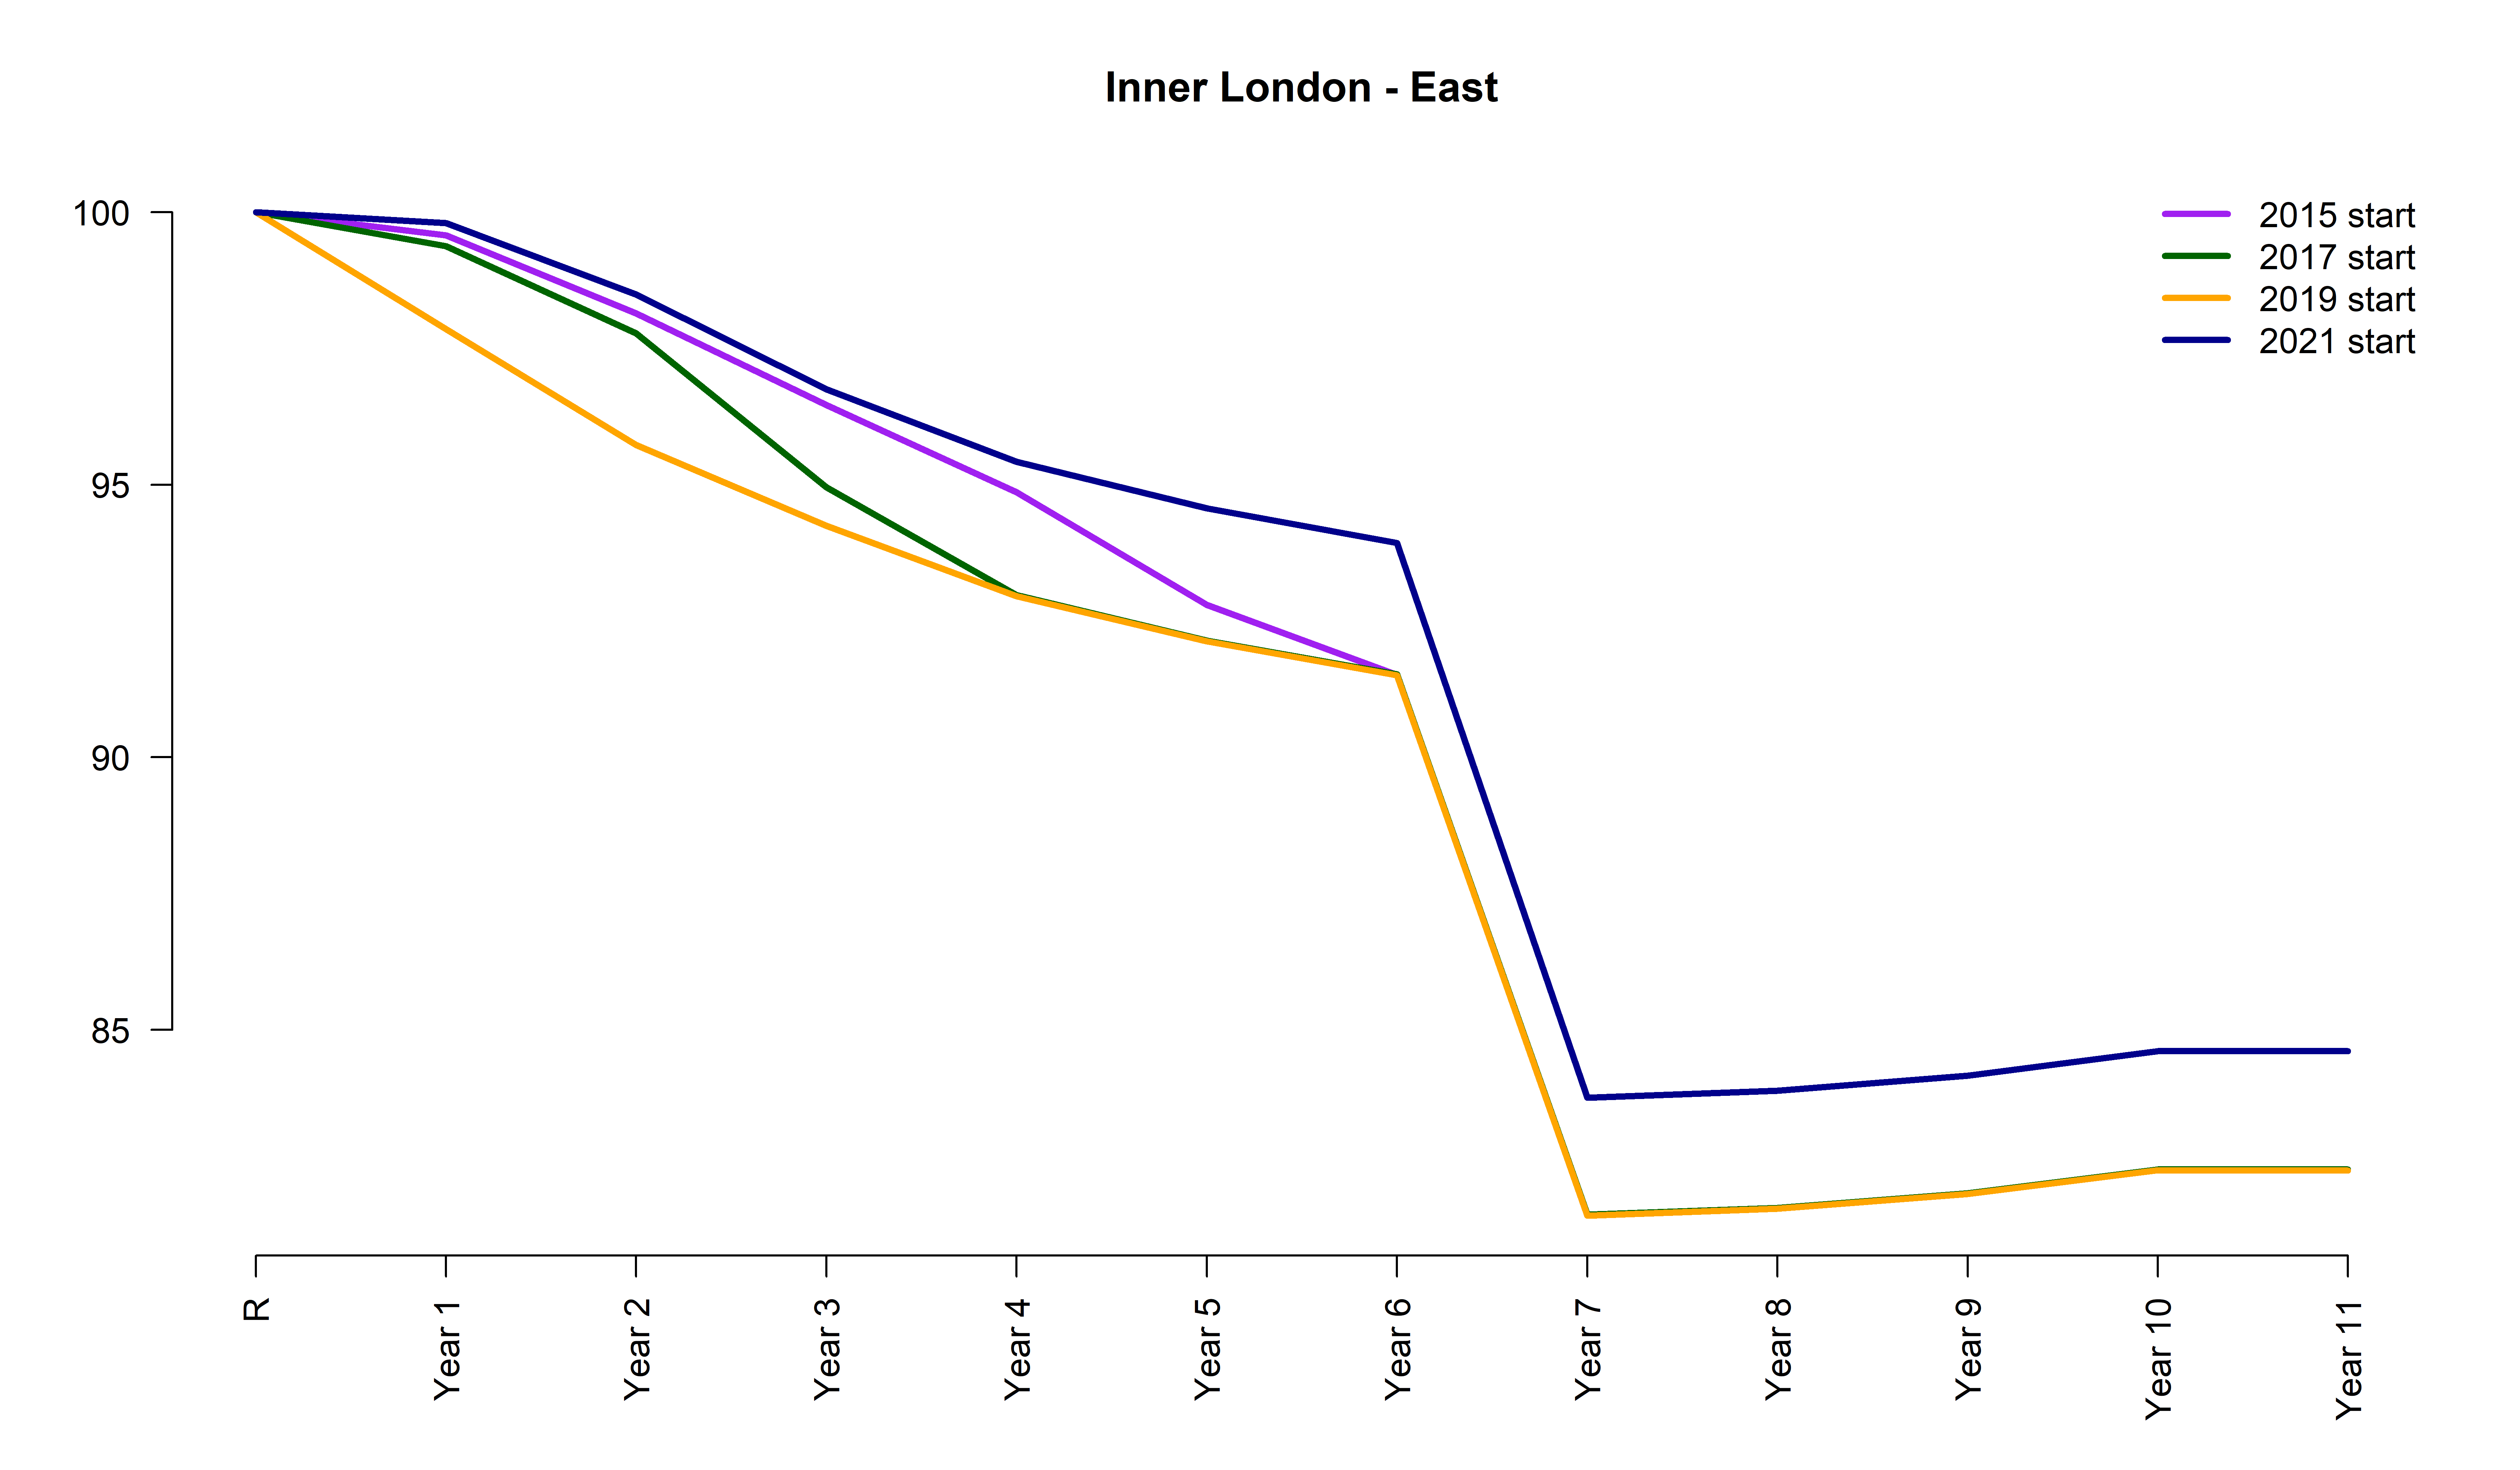 Inner London - East
100
95
90
85
2015 start
2017 start
2019 start
2021 start
R
Year 1
Year 2
Year 3
Year 4
Year 5
Year 6
Year 7
Year 8
Year 9
Year 10
Year 11